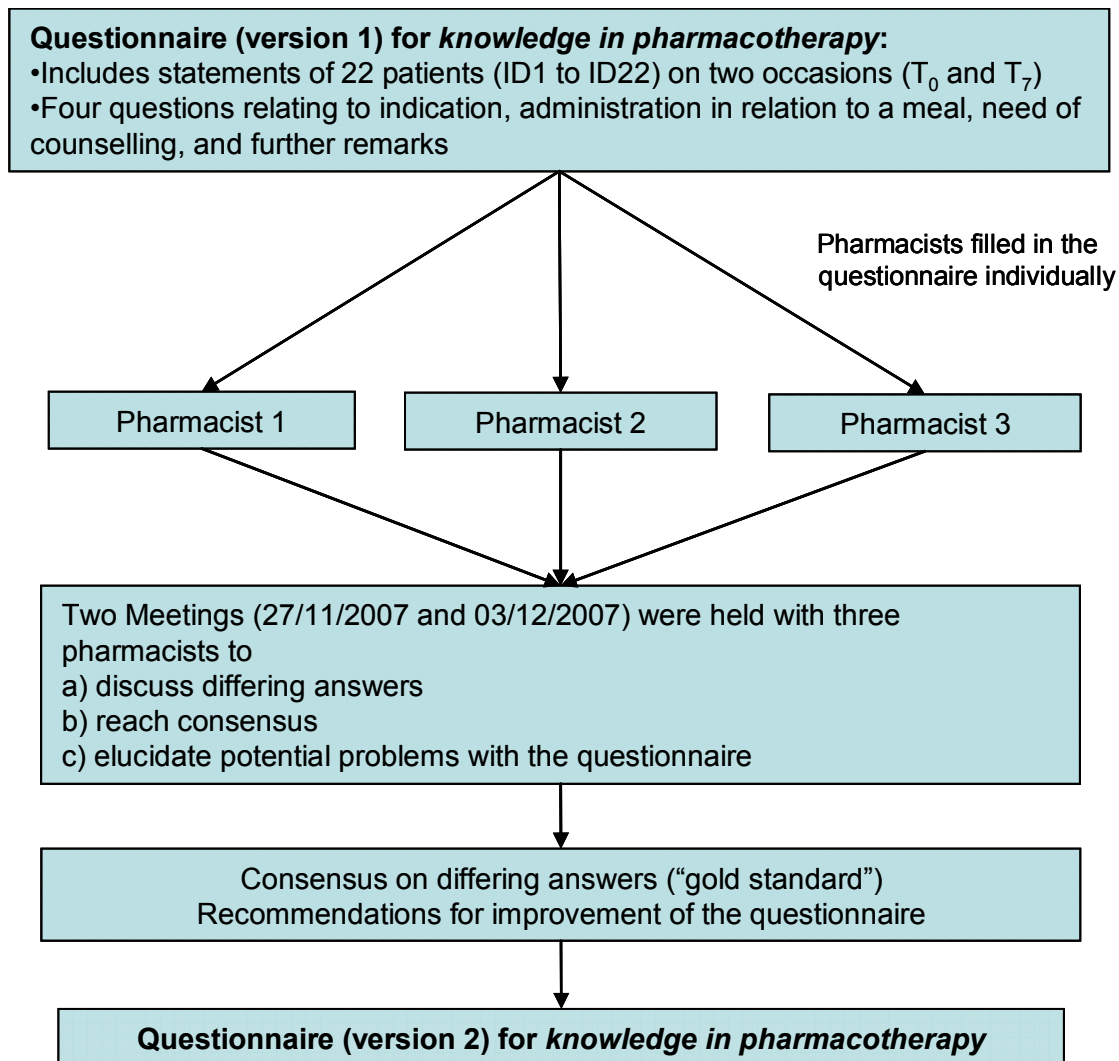 Questionnaire (version 1) for knowledge in pharmacotherapy:
•Includes statements of 22 patients (ID1 to ID22) on two occasions (T0 and T7)
•Four questions relating to indication, administration in relation to a meal, need of
counselling, and further remarks
Pharmacists filled in the
questionnaire individually
Pharmacist 1
Pharmacist 2
Pharmacist 3
Two Meetings (27/11/2007 and 03/12/2007) were held with three
pharmacists to
a) discuss differing answers
b) reach consensus
c) elucidate potential problems with the questionnaire
Consensus on differing answers (“gold standard”)
Recommendations for improvement of the questionnaire
Questionnaire (version 2) for knowledge in pharmacotherapy